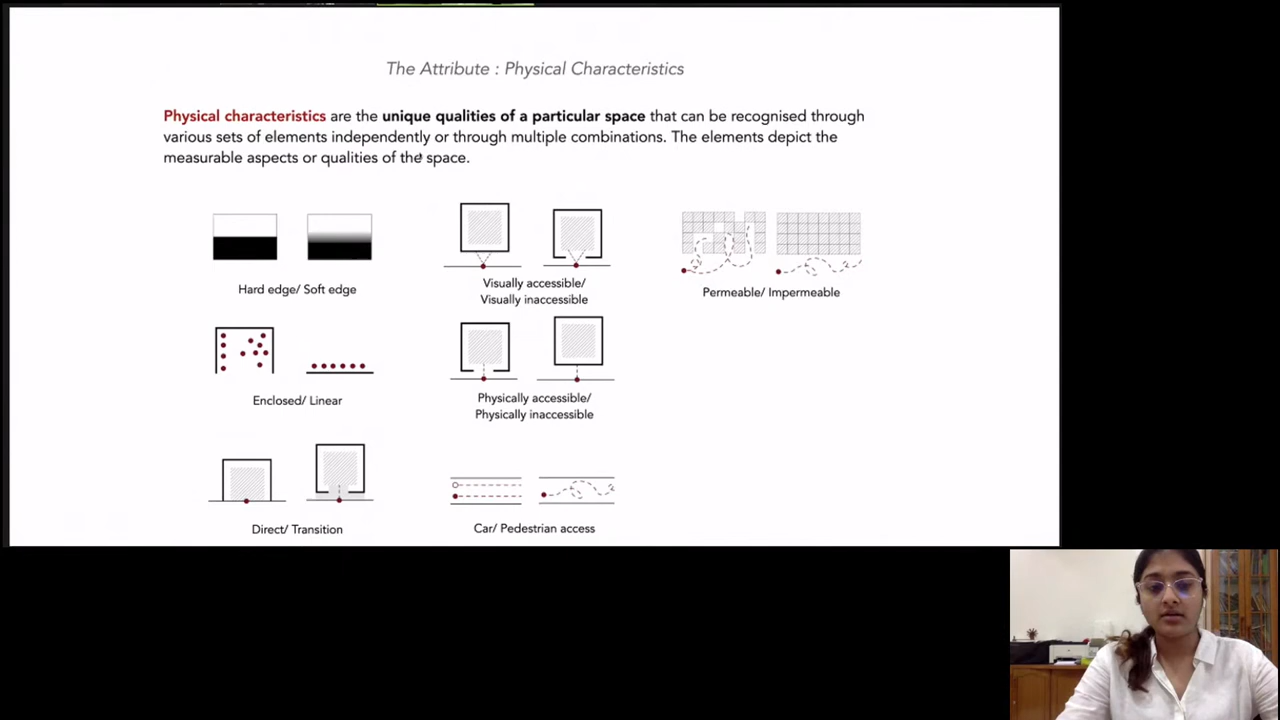 The Attribute : Physical Characteristics
Physical characteristics are the unique qualities of a particular space that can be recognised through
various sets of elements independently or through multiple combinations. The elements depict the
measurable aspects or qualities of the space.
Hard edge/ Soft edge
Visually accessible/
Visually inaccessible
Permeable/ Impermeable
Enclosed/ Linear
Physically accessible/
Physically inaccessible
Direct/ Transition
Car/ Pedestrian access